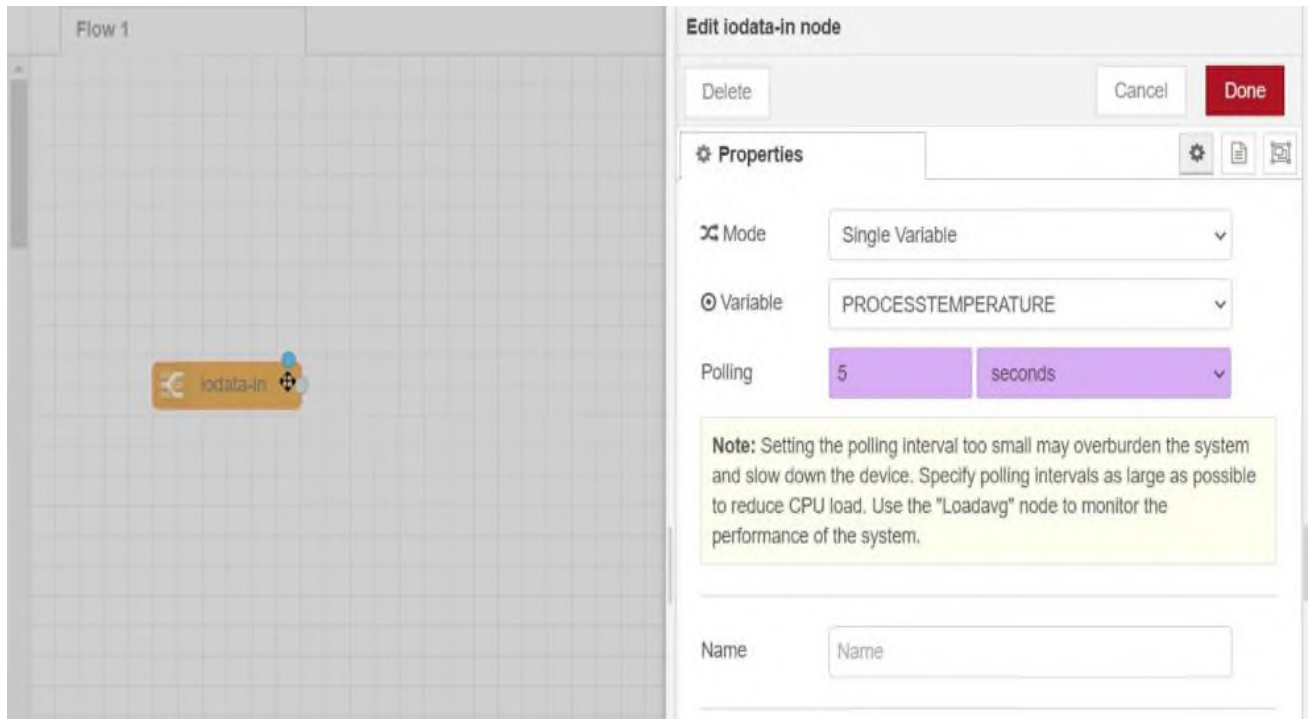 Flow 1
Edit iodata-in node
Delete
Cancel
Done
Properties
Mode
Single Variable
Variable
PROCESSTEMPERATURE
iodata-in
Polling
5
seconds
Note: Setting the polling interval too small may overburden the system
and slow down the device. Specify polling intervals as large as possible
to reduce CPU load. Use the "Loadavg" node to monitor the
performance of the system.
Name
Name